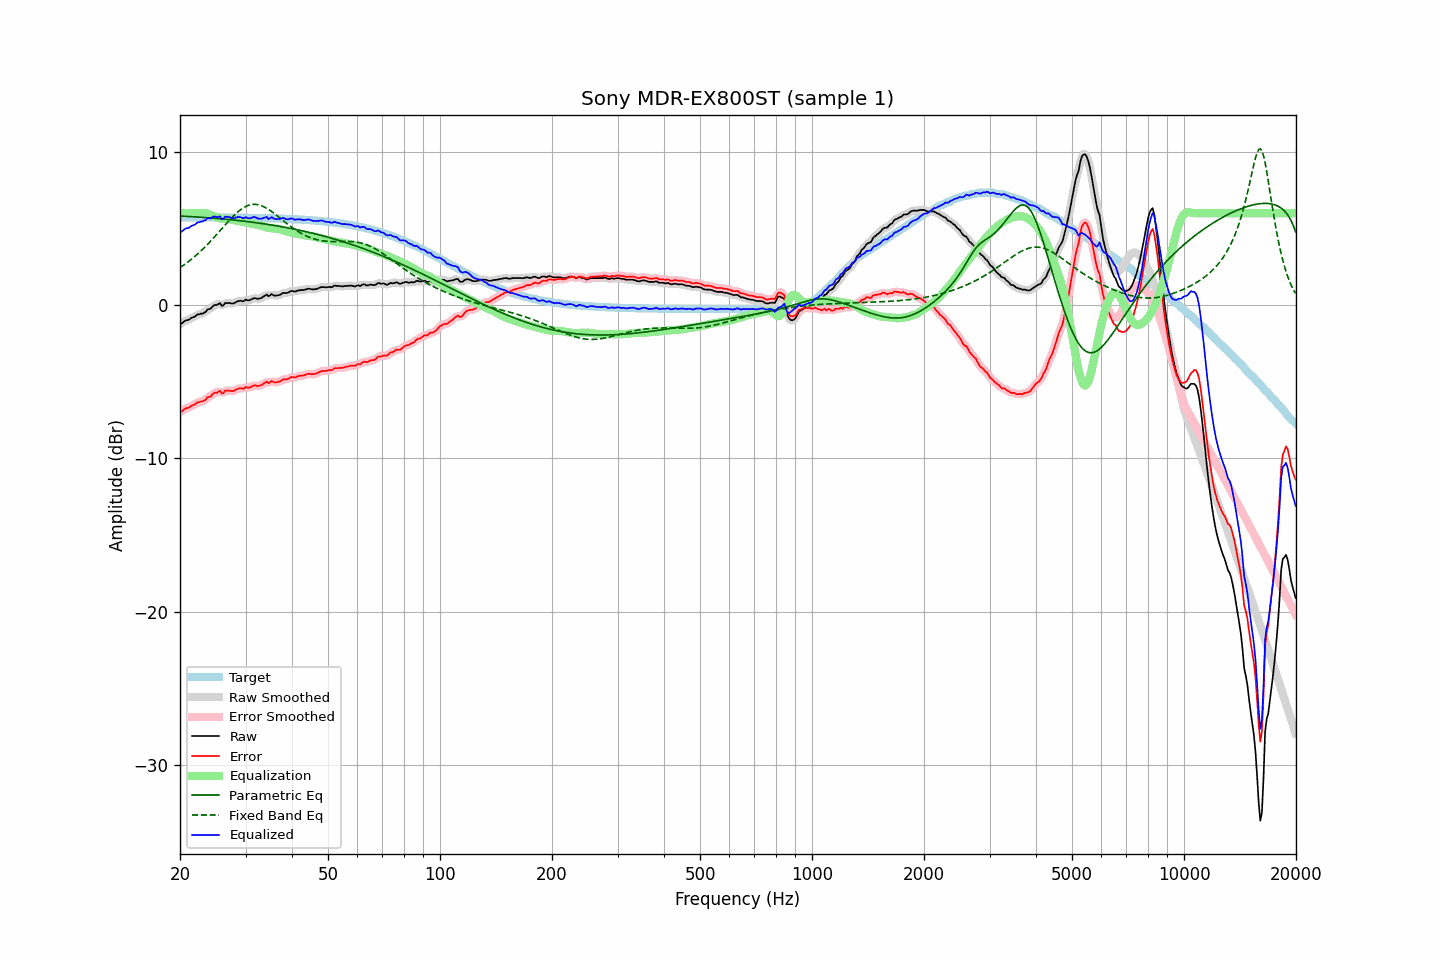 Sony MDR-EX800ST (sample 1)
Amplitude (dBr)
10
0
−10
−20
−30
Target
Raw Smoothed
Error Smoothed
Raw
Error
Equalization
Parametric Eq
Fixed Band Eq
Equalized
20 50 100 200 500 1000 2000 5000 10000 20000
Frequency (Hz)